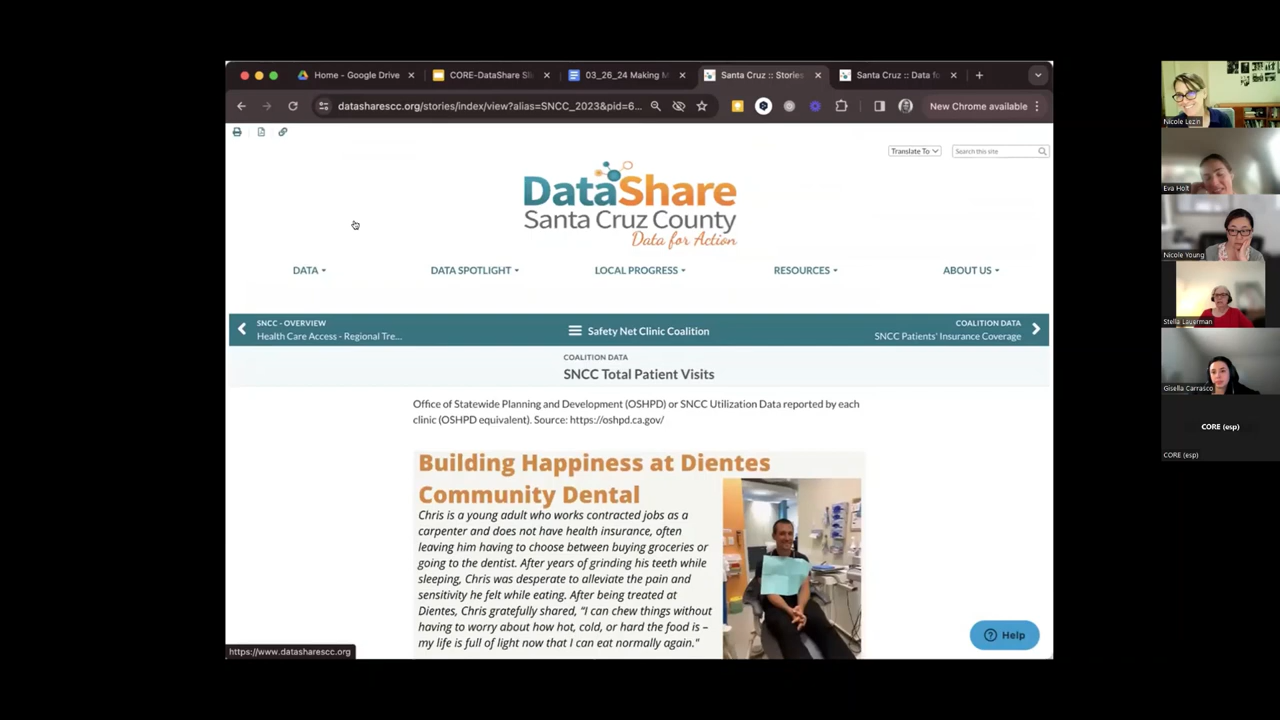 Home - Google Drive
CORE-DataShare Sli
03_26_24 Making M
Santa Cruz :: Stories
Santa Cruz :: Data fo
datasharescc.org/stories/index/view?alias=SNCC_2023&pid=6...
New Chrome available
Translate To
Search this site
DataShare
Santa Cruz County
Data for Action
DATA
DATA SPOTLIGHT
LOCAL PROGRESS
RESOURCES
ABOUT US
SNCC - OVERVIEW
Health Care Access - Regional Tre...
Safety Net Clinic Coalition
COALITION DATA
SNCC Patients' Insurance Coverage
COALITION DATA
SNCC Total Patient Visits
Office of Statewide Planning and Development (OSHPD) or SNCC Utilization Data reported by each
clinic (OSHPD equivalent). Source: https://oshpd.ca.gov/
Building Happiness at Dientes
Community Dental
Chris is a young adult who works contracted jobs as a
carpenter and does not have health insurance, often
leaving him having to choose between buying groceries or
going to the dentist. After years of grinding his teeth while
sleeping, Chris was desperate to alleviate the pain and
sensitivity he felt while eating. After being treated at
Dientes, Chris gratefully shared, "I can chew things without
having to worry about how hot, cold, or hard the food is –
my life is full of light now that I can eat normally again."
Help
https://www.datasharescc.org
Nicole Lezin
Eva Holt
Nicole Young
Stella Lauerman
Gisella Carrasco
CORE (esp)
CORE (esp)